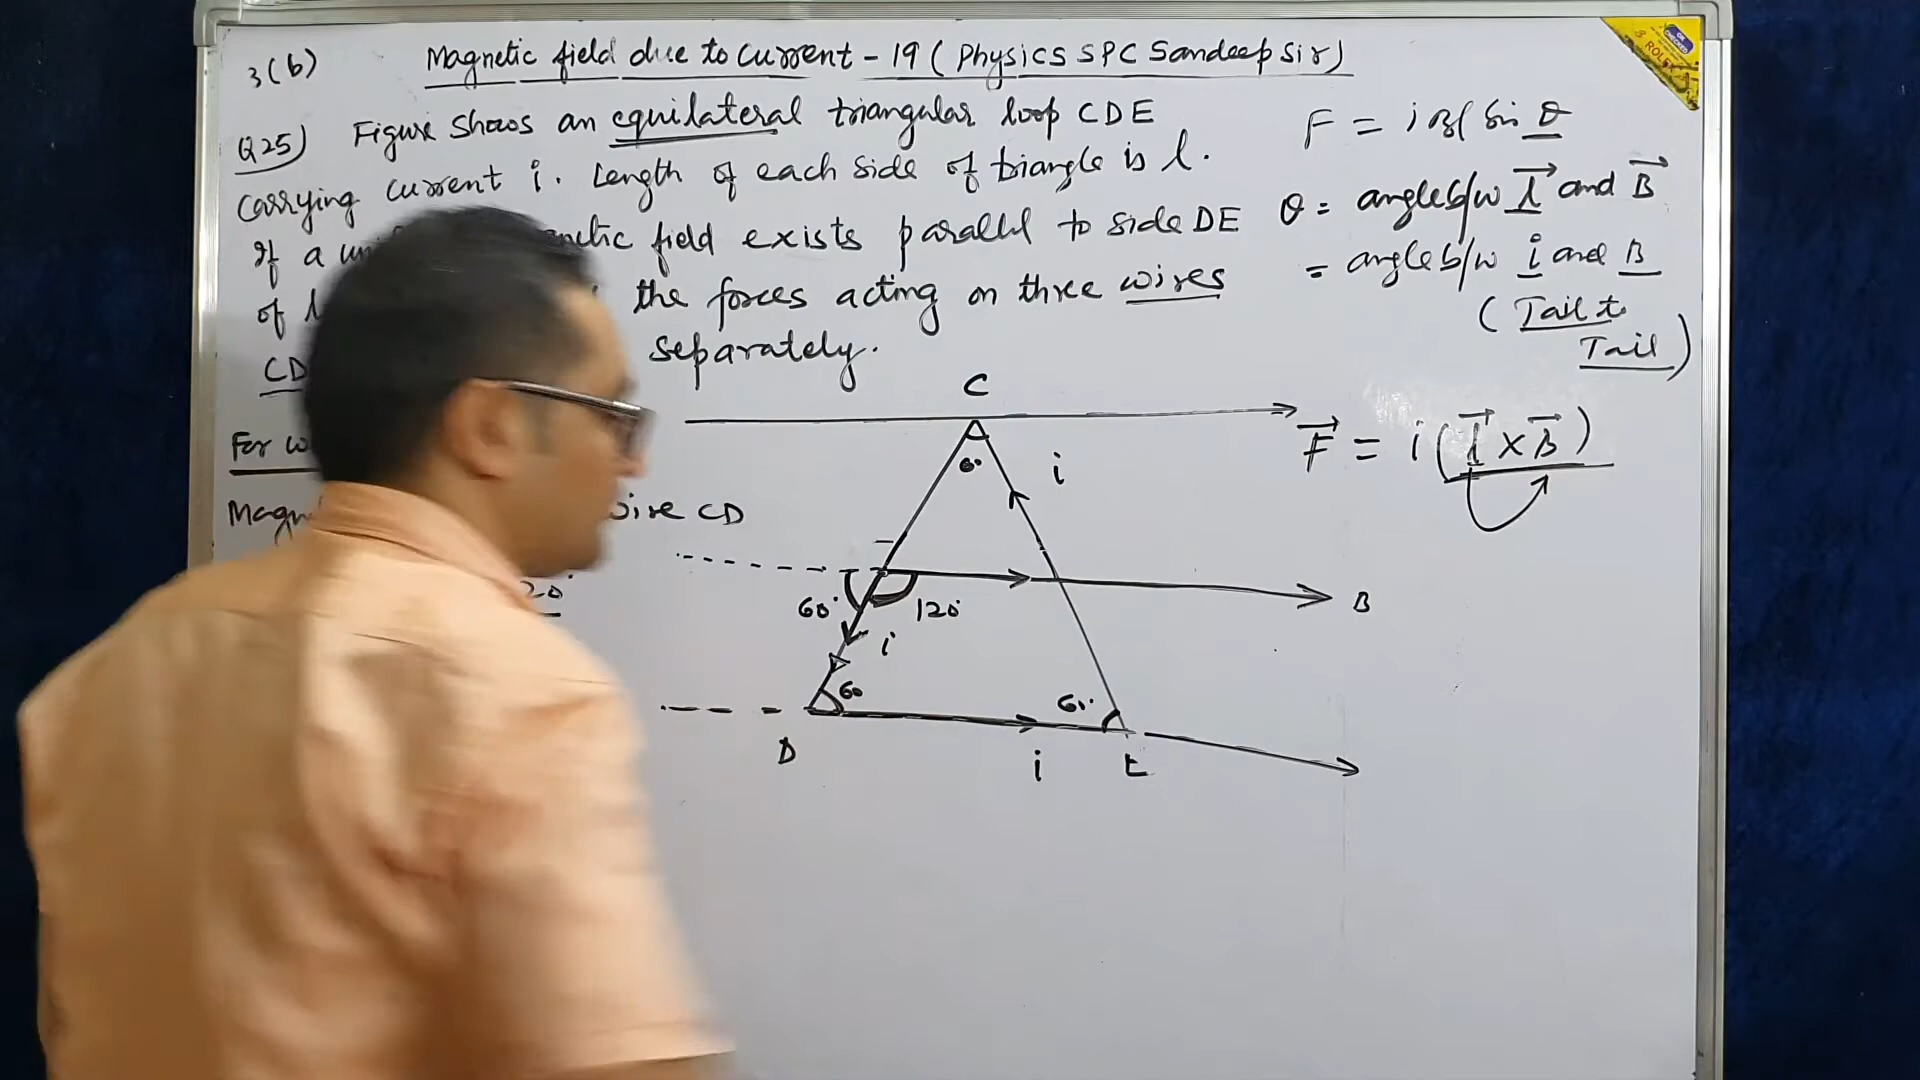 3(b) Magnetic field due to current - 19 (Physics SPC Sandeep Sir)
Q25) Figure shows an equilateral triangular loop CDE
carrying current i. Length of each side of triangle is l.
If a netic field exists parallel to side DE
of the forces acting on three wires
CD separately.
F = iBl Sin θ
θ = angle b/w l and B
= angle b/w i and B
(Tail to
Tail)
F = i(l × B)
For
Magn wire CD
20°
C
60°
i
60° 120° B
i
60 60°
D i E